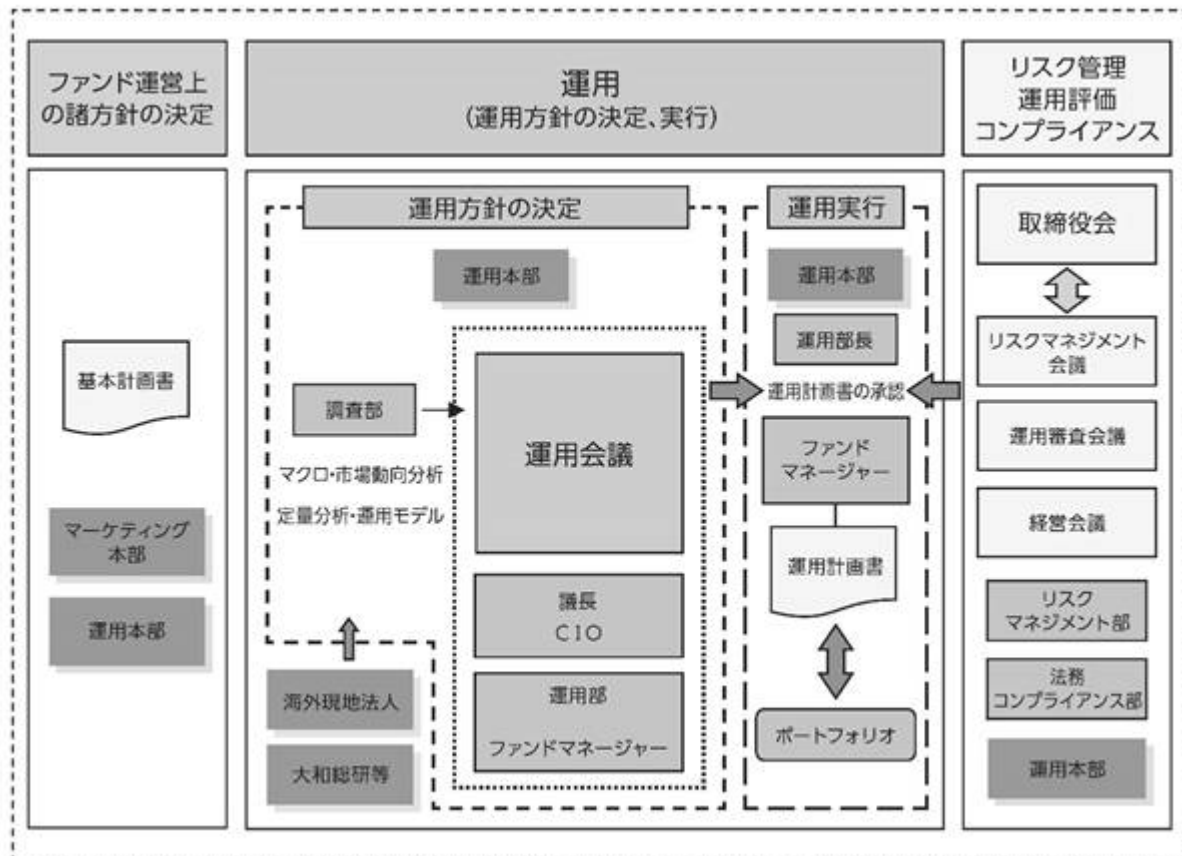 ファンド運営上
の諸方針の決定
運用
(運用方針の決定、実行)
リスク管理
運用評価
コンプライアンス
基本計画書
マーケティング
本部
運用本部
運用方針の決定
運用本部
調査部
マクロ・市場動向分析
定量分析・運用モデル
海外現地法人
大和総研等
運用会議
議長
CIO
運用部
ファンドマネージャー
運用実行
運用本部
運用部長
運用計画書の承認
ファンド
マネージャー
運用計画書
ポートフォリオ
取締役会
リスクマネジメント
会議
運用審査会議
経営会議
リスク
マネジメント部
法務
コンプライアンス部
運用本部